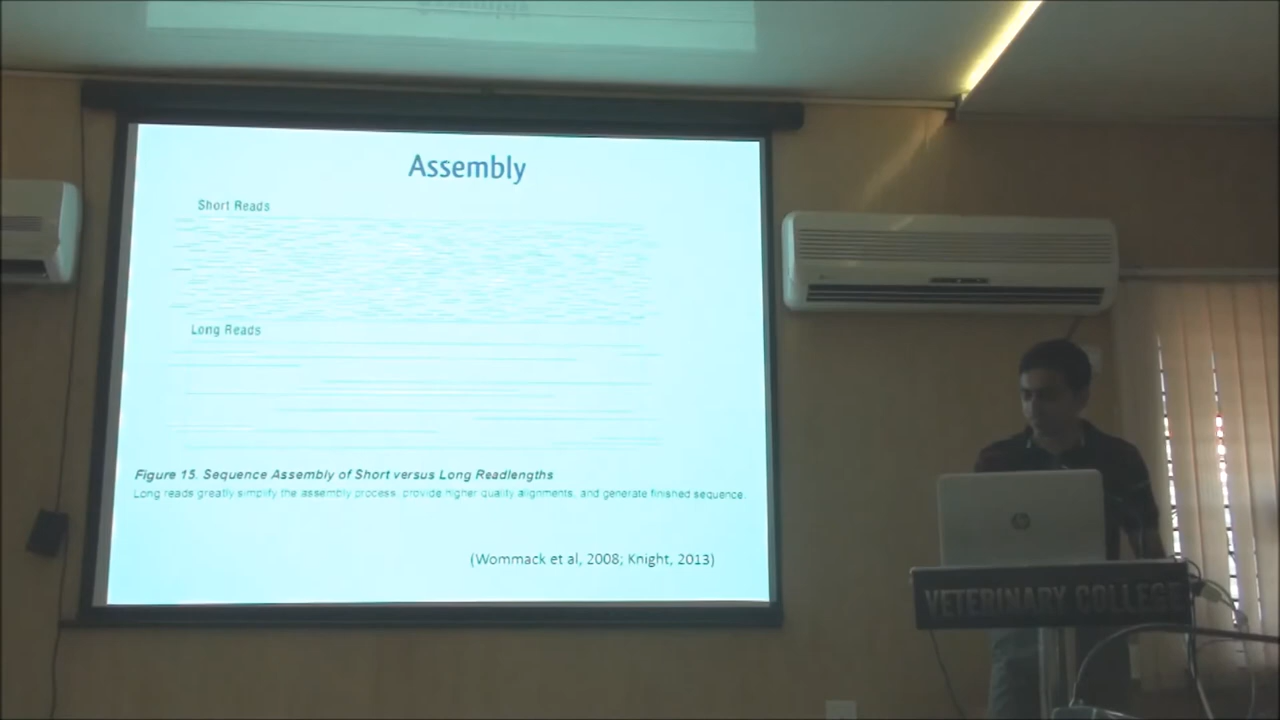 Assembly
Short Reads
Long Reads
Figure 15. Sequence Assembly of Short versus Long Readlengths
Long reads greatly simplify the assembly process, provide higher quality alignments, and generate finished sequence.
(Wommack et al, 2008; Knight, 2013)
hp
VETERINARY COLLEGE